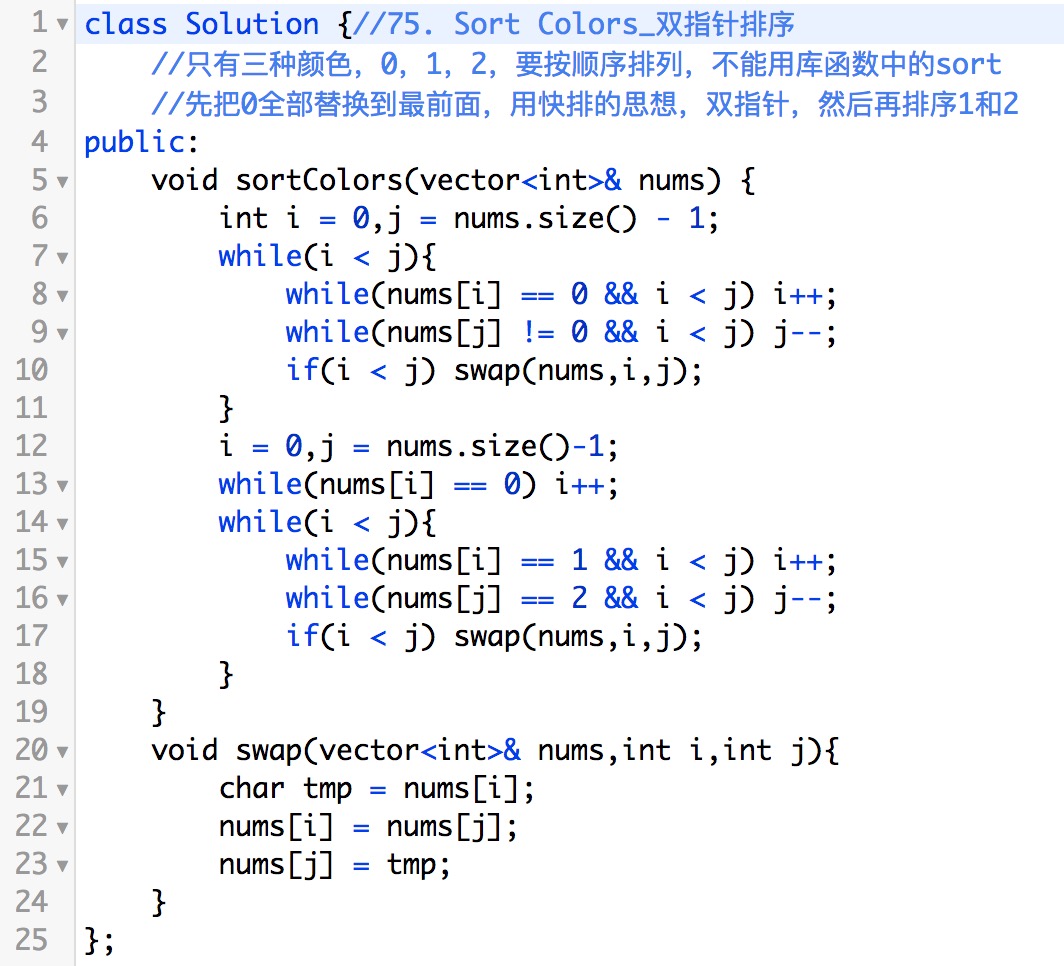 1 class Solution {//75. Sort Colors_双指针排序
2     //只有三种颜色，0，1，2，要按顺序排列，不能用库函数中的sort
3     //先把0全部替换到最前面，用快排的思想，双指针，然后再排序1和2
4 public:
5     void sortColors(vector<int>& nums) {
6         int i = 0,j = nums.size() - 1;
7         while(i < j){
8             while(nums[i] == 0 && i < j) i++;
9             while(nums[j] != 0 && i < j) j--;
10             if(i < j) swap(nums,i,j);
11         }
12         i = 0,j = nums.size()-1;
13         while(nums[i] == 0) i++;
14         while(i < j){
15             while(nums[i] == 1 && i < j) i++;
16             while(nums[j] == 2 && i < j) j--;
17             if(i < j) swap(nums,i,j);
18         }
19     }
20     void swap(vector<int>& nums,int i,int j){
21         char tmp = nums[i];
22         nums[i] = nums[j];
23         nums[j] = tmp;
24     }
25 };